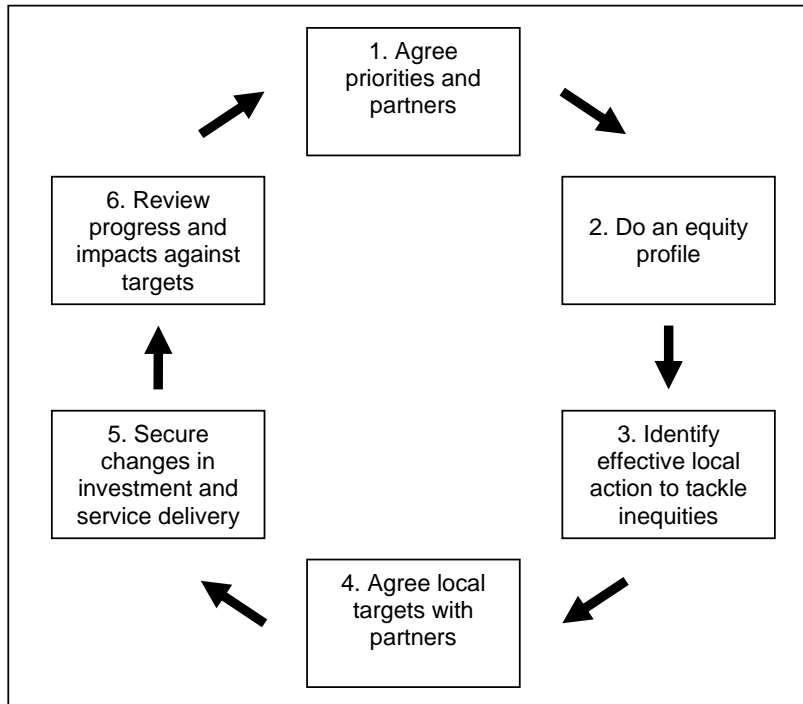 1. Agree
priorities and
partners
2. Do an equity
profile
3. Identify
effective local
action to tackle
inequities
4. Agree local
targets with
partners
5. Secure
changes in
investment and
service delivery
6. Review
progress and
impacts against
targets